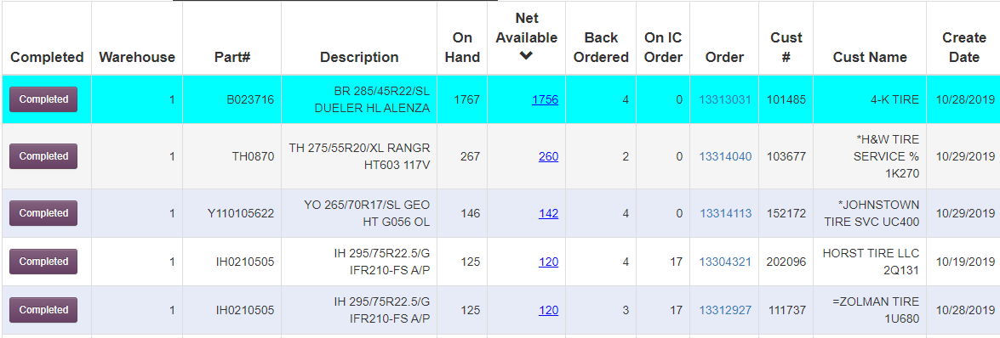 Completed Warehouse Part# Description On Hand Net Available Back Ordered On IC Order Order Cust # Cust Name Create Date
Completed 1 B023716 BR 285/45R22/SL DUELER HL ALENZA 1767 1756 4 0 13313031 101485 4-K TIRE 10/28/2019
Completed 1 TH0870 TH 275/55R20/XL RANGR HT603 117V 267 260 2 0 13314040 103677 *H&W TIRE SERVICE % 1K270 10/29/2019
Completed 1 Y110105622 YO 265/70R17/SL GEO HT G056 OL 146 142 4 0 13314113 152172 *JOHNSTOWN TIRE SVC UC400 10/29/2019
Completed 1 IH0210505 IH 295/75R22.5/G IFR210-FS A/P 125 120 4 17 13304321 202096 HORST TIRE LLC 2Q131 10/19/2019
Completed 1 IH0210505 IH 295/75R22.5/G IFR210-FS A/P 125 120 3 17 13312927 111737 =ZOLMAN TIRE 1U680 10/28/2019